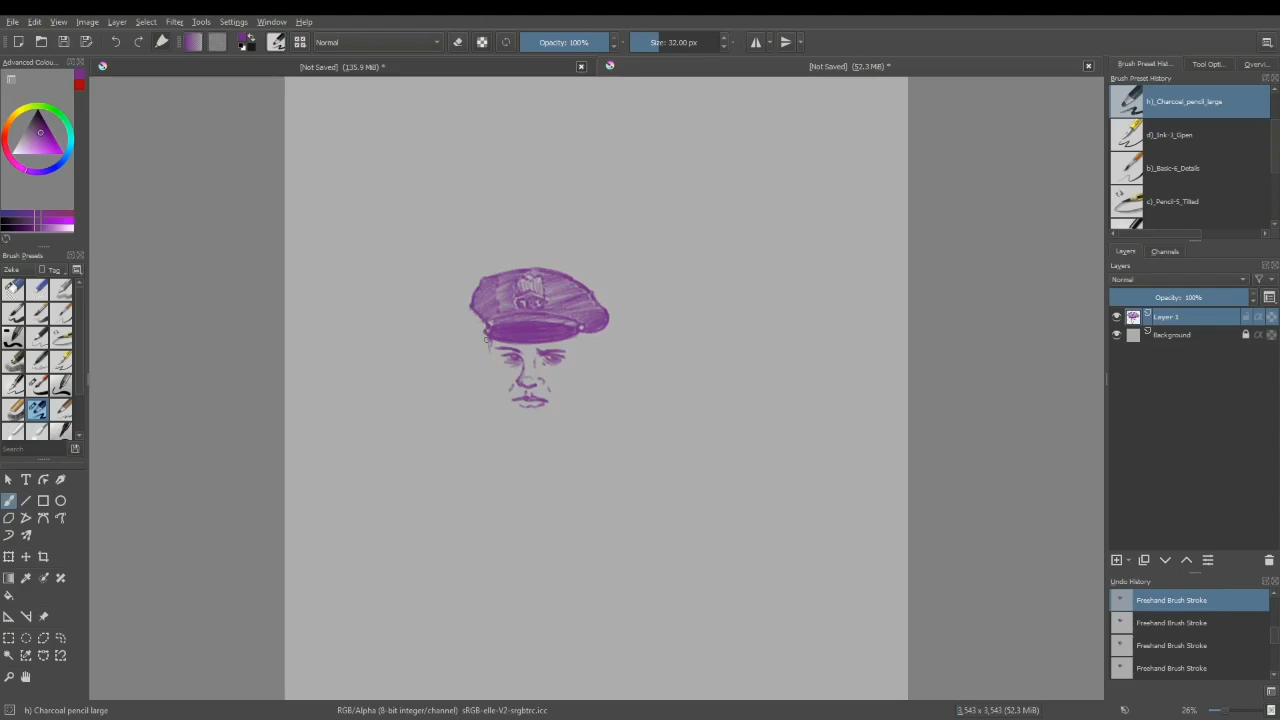 File Edit View Image Layer Select Filter Tools Settings Window Help
Normal
Opacity: 100%
Size: 32.00 px
Advanced Colou...
[Not Saved] (135.9 MiB) *
[Not Saved] (52.3 MiB) *
Brush Preset Hist...
Tool Opti...
Overvi...
Brush Preset History
h)_Charcoal_pencil_large
d)_Ink-3_Gpen
b)_Basic-6_Details
c)_Pencil-5_Tilted
Layers
Channels
Layers
Normal
Opacity: 100%
Layer 1
Background
Brush Presets
Zeke
Tag
Search
Undo History
Freehand Brush Stroke
Freehand Brush Stroke
Freehand Brush Stroke
Freehand Brush Stroke
h) Charcoal pencil large
RGB/Alpha (8-bit integer/channel) sRGB-elle-V2-srgbtrc.icc
3,543 x 3,543 (52.3 MiB)
26%